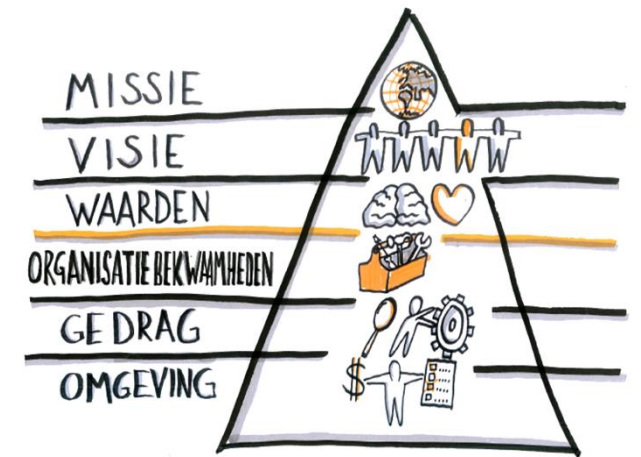 MISSIE
VISIE
WAARDEN
ORGANISATIE BEKWAAMHEDEN
GEDRAG
$
OMGEVING